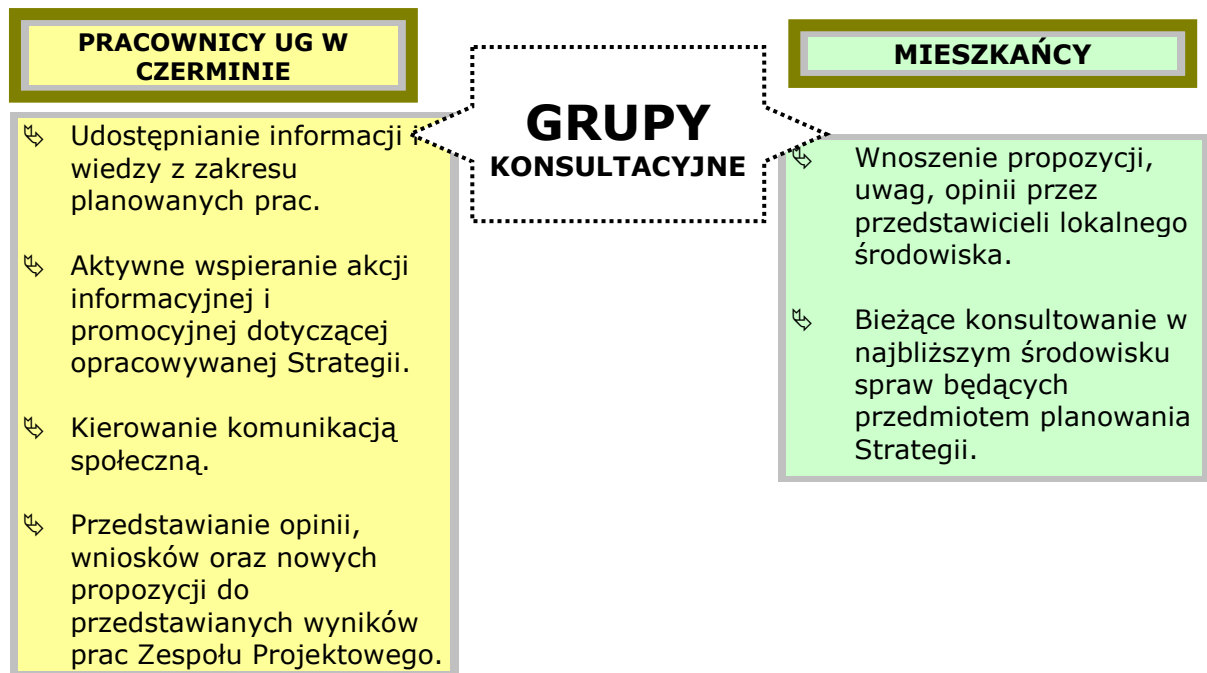 PRACOWNICY UG W
CZERMINIE
Udostępnianie informacji i
wiedzy z zakresu
planowanych prac.
Aktywne wspieranie akcji
informacyjnej i
promocyjnej dotyczącej
opracowywanej Strategii.
Kierowanie komunikacją
społeczną.
Przedstawianie opinii,
wniosków oraz nowych
propozycji do
przedstawianych wyników
prac Zespołu Projektowego.
GRUPY
KONSULTACYJNE
MIESZKAŃCY
Wnoszenie propozycji,
uwag, opinii przez
przedstawicieli lokalnego
środowiska.
Bieżące konsultowanie w
najbliższym środowisku
spraw będących
przedmiotem planowania
Strategii.